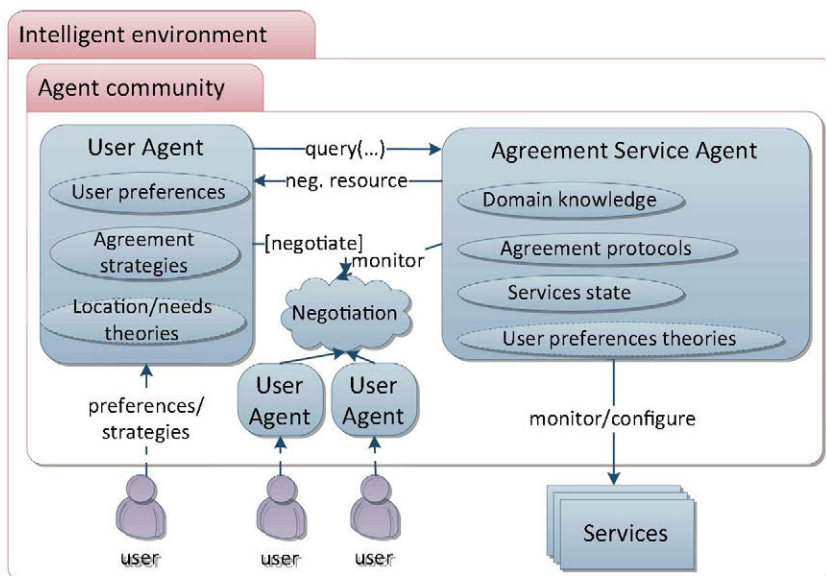 Intelligent environment
Agent community
User Agent
User preferences
Agreement
strategies
Location/needs
theories
query(...)
neg. resource
[negotiate]
monitor
Negotiation
Agreement Service Agent
Domain knowledge
Agreement protocols
Services state
User preferences theories
User
Agent
User
Agent
preferences/
strategies
monitor/configure
user
user
user
Services